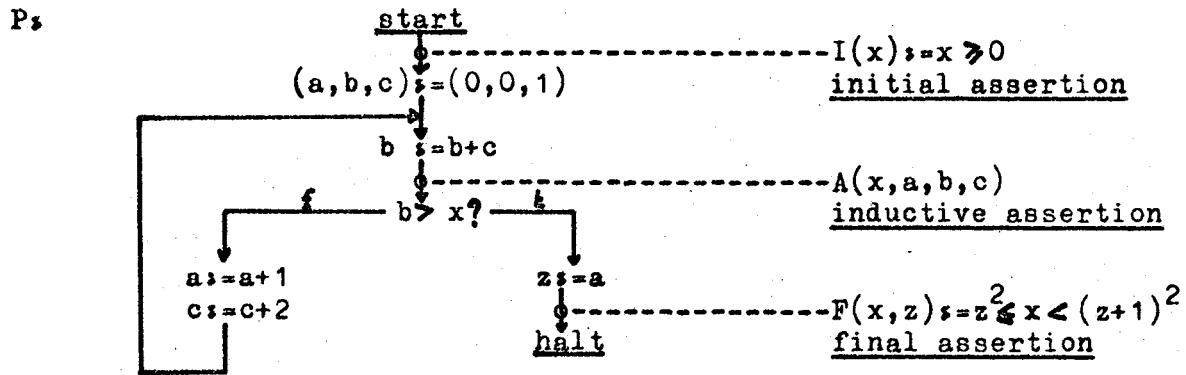 P:
start
I(x):=x ≥0
(a,b,c):=(0,0,1)
initial assertion
b :=b+c
A(x,a,b,c)
f
b> x?
t
inductive assertion
a:=a+1
z:=a
c:=c+2
F(x,z):=z²≤ x < (z+1)²
halt
final assertion